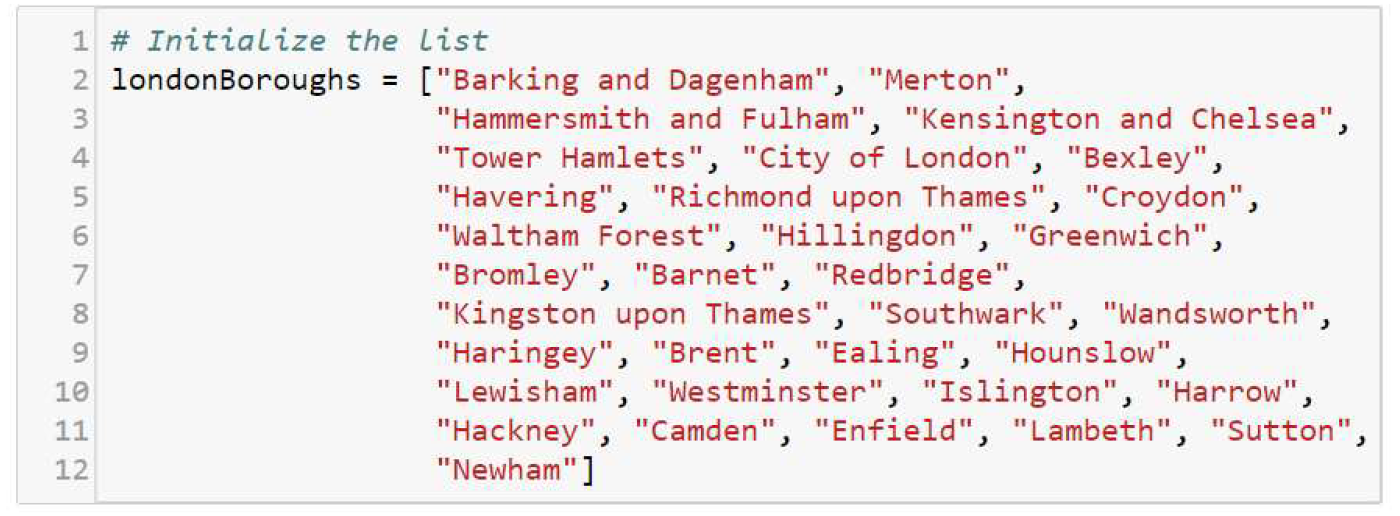 1 # Initialize the list
2 londonBoroughs = ["Barking and Dagenham", "Merton",
3 "Hammersmith and Fulham", "Kensington and Chelsea",
4 "Tower Hamlets", "City of London", "Bexley",
5 "Havering", "Richmond upon Thames", "Croydon",
6 "Waltham Forest", "Hillingdon", "Greenwich",
7 "Bromley", "Barnet", "Redbridge",
8 "Kingston upon Thames", "Southwark", "Wandsworth",
9 "Haringey", "Brent", "Ealing", "Hounslow",
10 "Lewisham", "Westminster", "Islington", "Harrow",
11 "Hackney", "Camden", "Enfield", "Lambeth", "Sutton",
12 "Newham"]